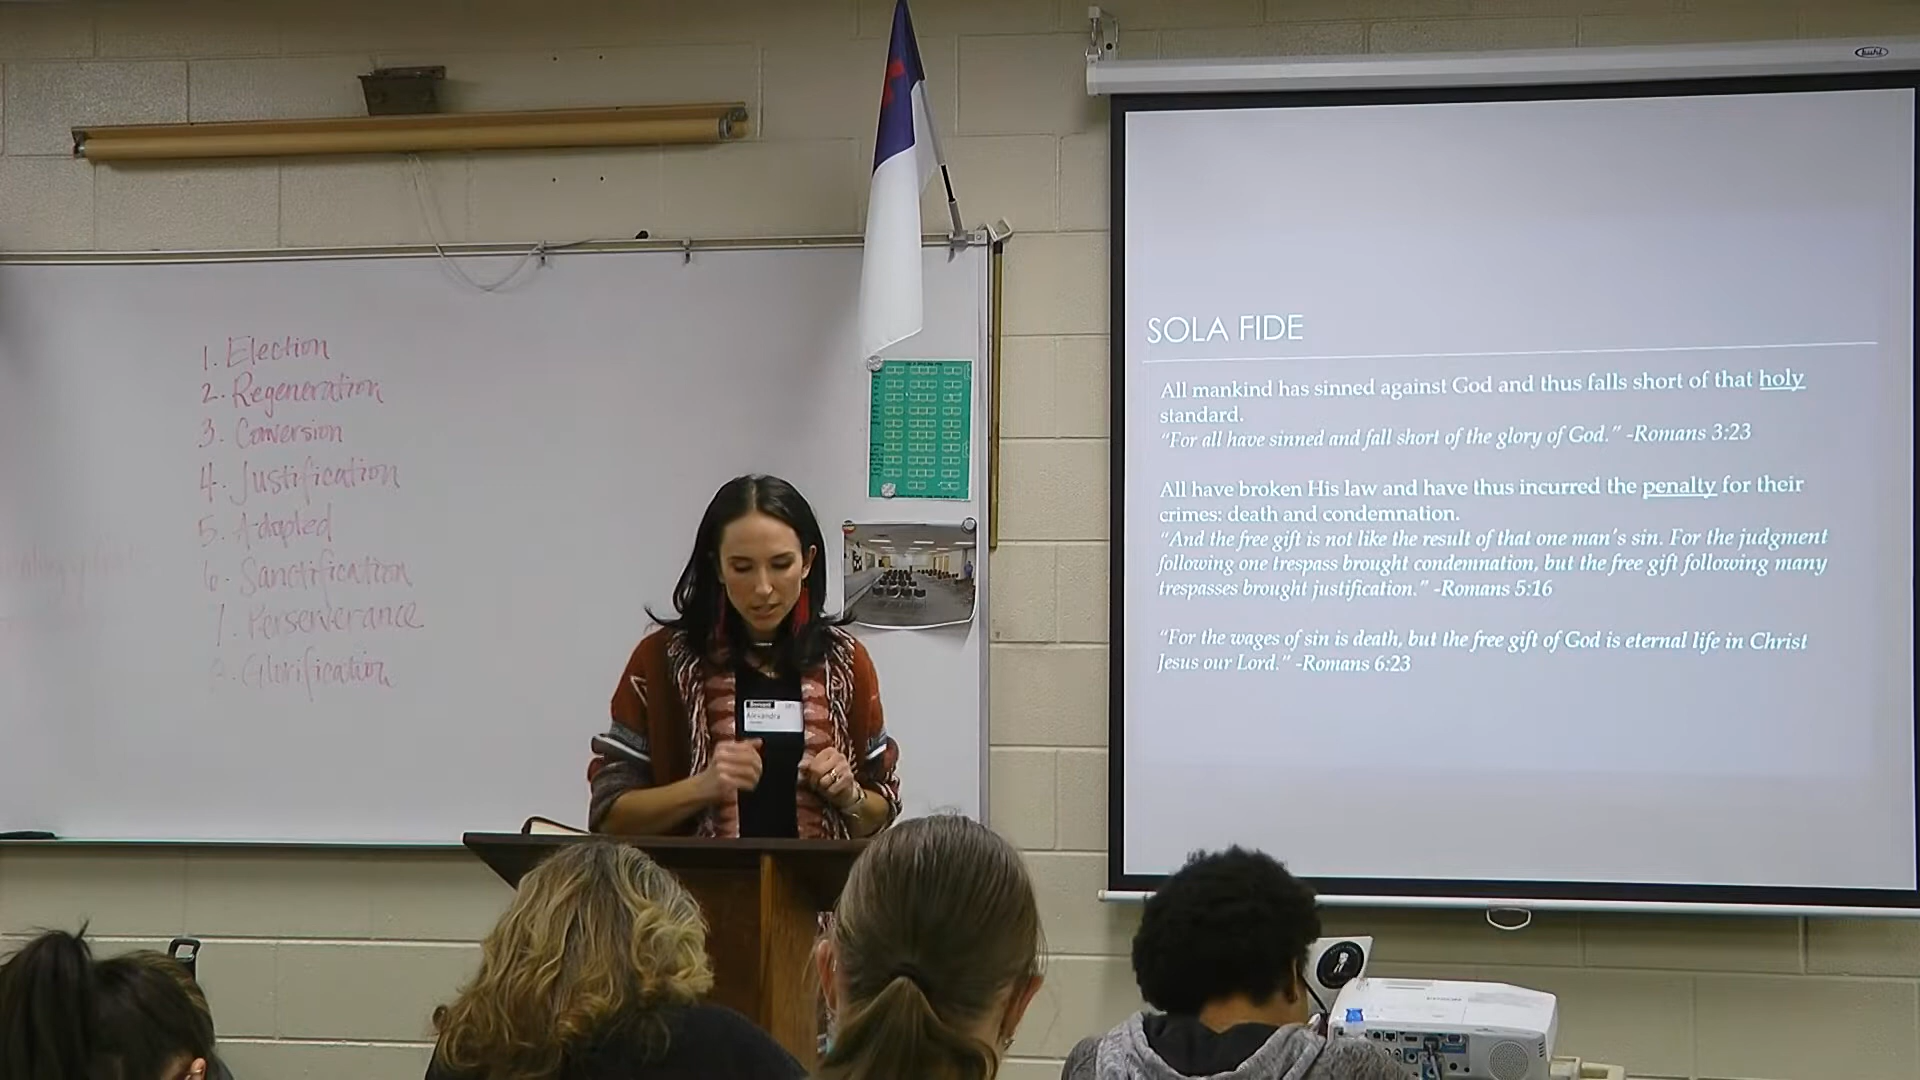 1. Election
2. Regeneration
3. Conversion
4. Justification
5. Adopted
6. Sanctification
7. Perserverance
8. Glorification
Alexandra
buhl
SOLA FIDE
All mankind has sinned against God and thus falls short of that holy
standard.
“For all have sinned and fall short of the glory of God.” -Romans 3:23
All have broken His law and have thus incurred the penalty for their
crimes: death and condemnation.
“And the free gift is not like the result of that one man’s sin. For the judgment
following one trespass brought condemnation, but the free gift following many
trespasses brought justification.” -Romans 5:16
“For the wages of sin is death, but the free gift of God is eternal life in Christ
Jesus our Lord.” -Romans 6:23